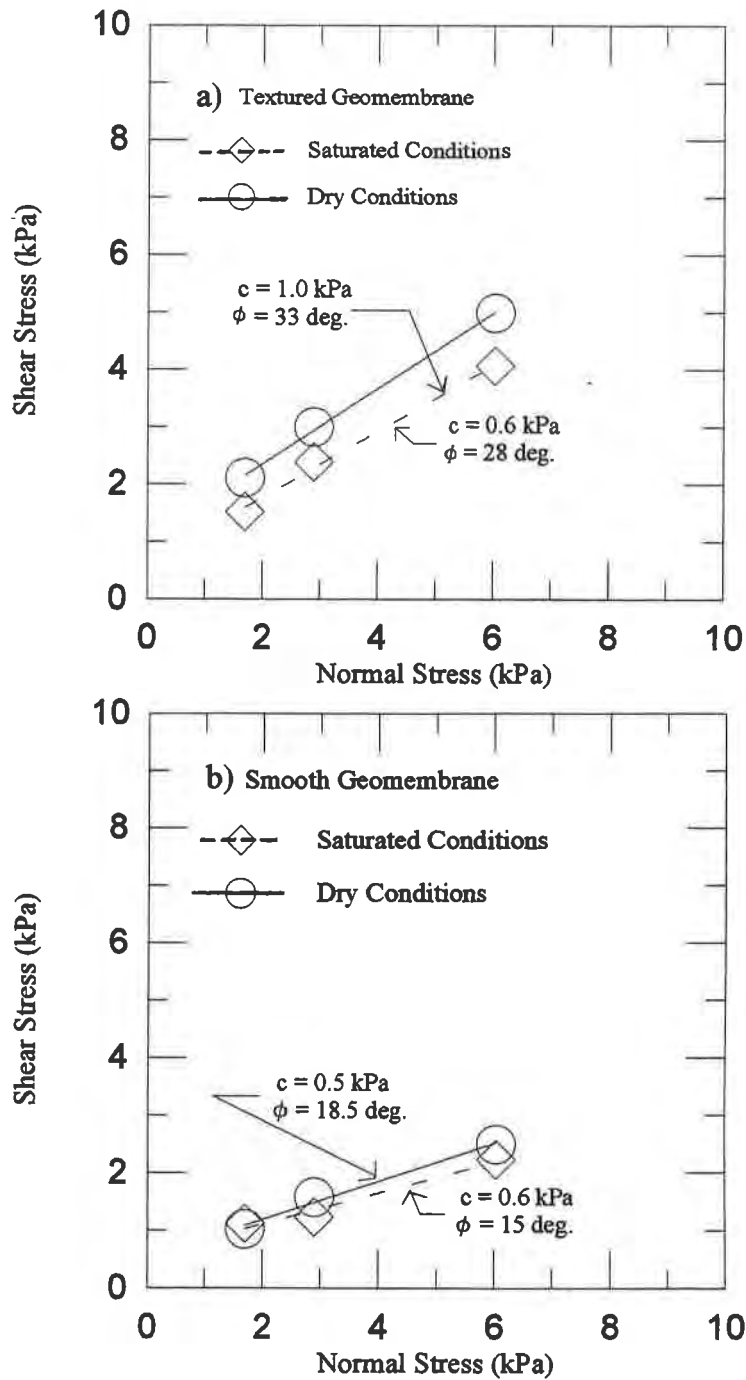 10
a) Textured Geomembrane
Saturated Conditions
Dry Conditions
8
6
4
2
0
Shear Stress (kPa)
c = 1.0 kPa
ϕ = 33 deg.
c = 0.6 kPa
ϕ = 28 deg.
0 2 4 6 8 10
Normal Stress (kPa)
10
b) Smooth Geomembrane
Saturated Conditions
Dry Conditions
8
6
4
2
0
Shear Stress (kPa)
c = 0.5 kPa
ϕ = 18.5 deg.
c = 0.6 kPa
ϕ = 15 deg.
0 2 4 6 8 10
Normal Stress (kPa)